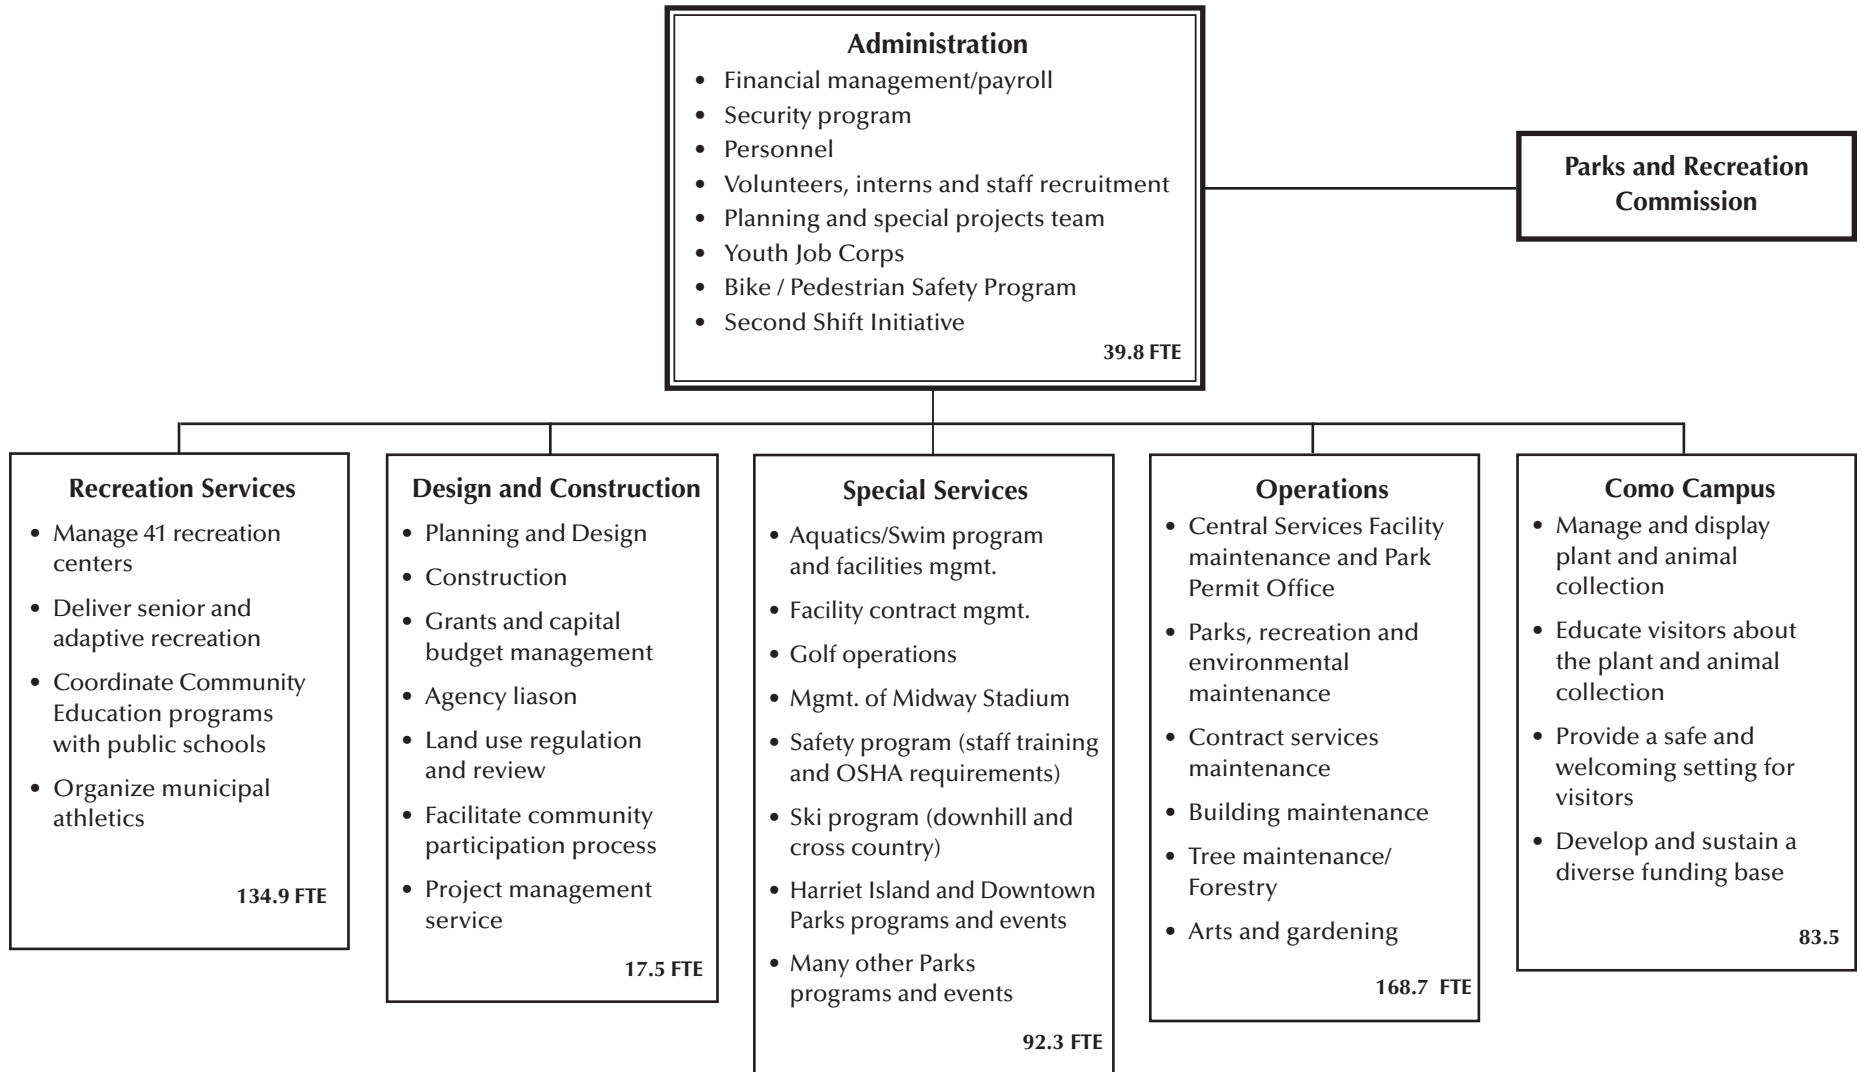 Administration
• Financial management/payroll
• Security program
• Personnel
• Volunteers, interns and staff recruitment
• Planning and special projects team
• Youth Job Corps
• Bike / Pedestrian Safety Program
• Second Shift Initiative
39.8 FTE
Parks and Recreation
Commission
Recreation Services
• Manage 41 recreation
centers
• Deliver senior and
adaptive recreation
• Coordinate Community
Education programs
with public schools
• Organize municipal
athletics
134.9 FTE
Design and Construction
• Planning and Design
• Construction
• Grants and capital
budget management
• Agency liason
• Land use regulation
and review
• Facilitate community
participation process
• Project management
service
17.5 FTE
Special Services
• Aquatics/Swim program
and facilities mgmt.
• Facility contract mgmt.
• Golf operations
• Mgmt. of Midway Stadium
• Safety program (staff training
and OSHA requirements)
• Ski program (downhill and
cross country)
• Harriet Island and Downtown
Parks programs and events
• Many other Parks
programs and events
92.3 FTE
Operations
• Central Services Facility
maintenance and Park
Permit Office
• Parks, recreation and
environmental
maintenance
• Contract services
maintenance
• Building maintenance
• Tree maintenance/
Forestry
• Arts and gardening
168.7 FTE
Como Campus
• Manage and display
plant and animal
collection
• Educate visitors about
the plant and animal
collection
• Provide a safe and
welcoming setting for
visitors
• Develop and sustain a
diverse funding base
83.5